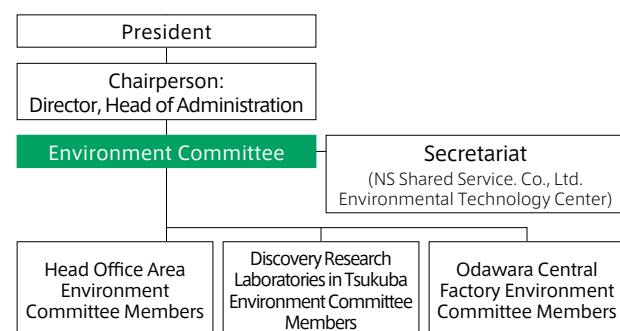 President
Chairperson:
Director, Head of Administration
Environment Committee
Secretariat
(NS Shared Service. Co., Ltd.
Environmental Technology Center)
Head Office Area
Environment
Committee Members
Discovery Research
Laboratories in Tsukuba
Environment Committee
Members
Odawara Central
Factory Environment
Committee Members